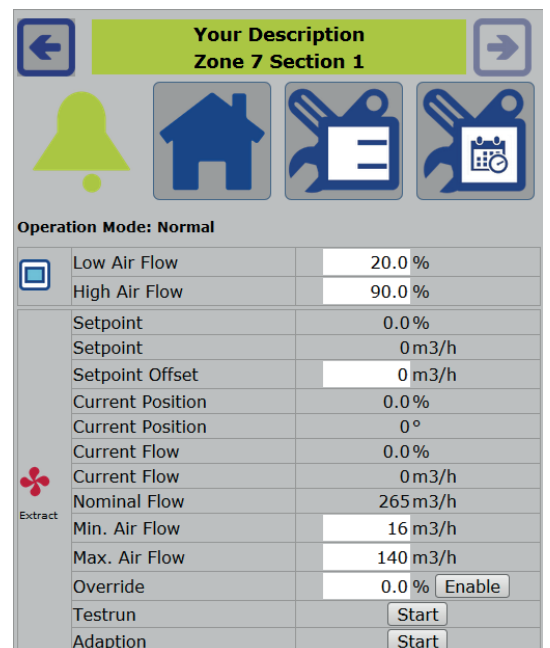 Your Description
Zone 7 Section 1
Operation Mode: Normal
Low Air Flow 20.0 %
High Air Flow 90.0 %
Setpoint 0.0 %
Setpoint 0 m3/h
Setpoint Offset 0 m3/h
Current Position 0.0 %
Current Position 0 °
Current Flow 0.0 %
Current Flow 0 m3/h
Nominal Flow 265 m3/h
Extract
Min. Air Flow 16 m3/h
Max. Air Flow 140 m3/h
Override 0.0 % Enable
Testrun Start
Adaption Start